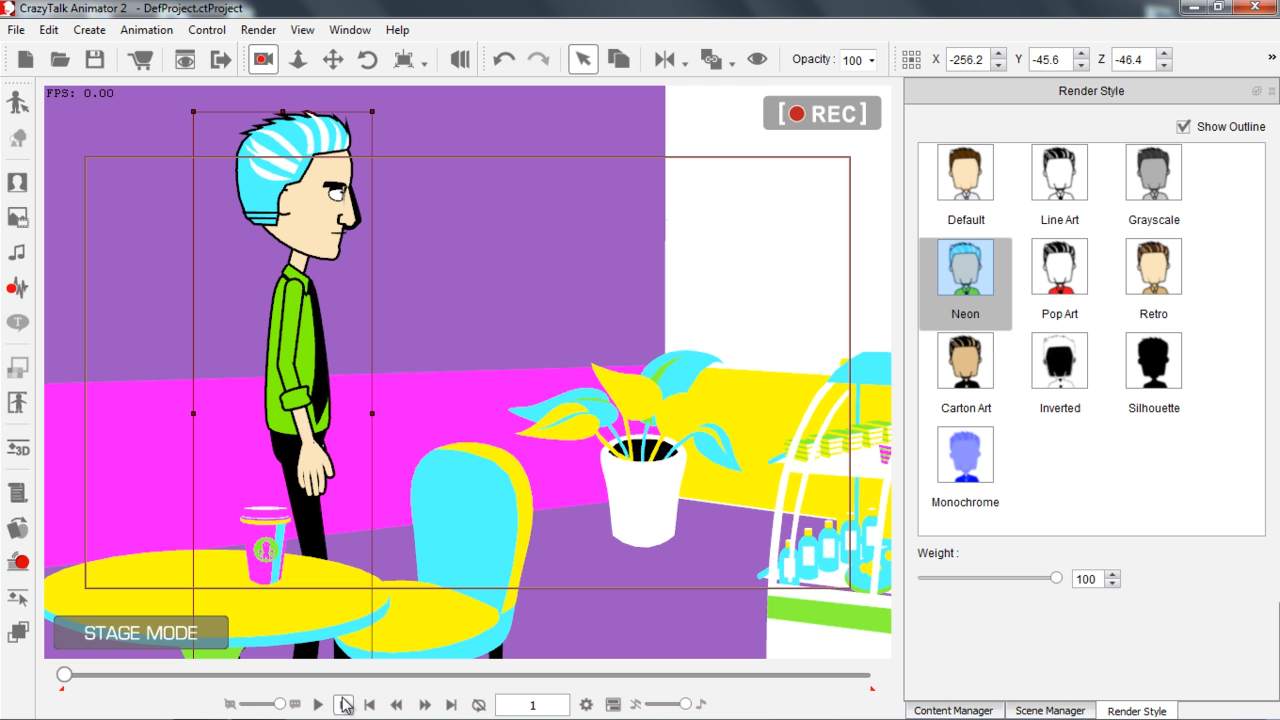 CrazyTalk Animator 2 - DefProject.ctProject
File Edit Create Animation Control Render View Window Help
Opacity : 100 X -256.2 Y -45.6 Z -46.4 »
FPS: 0.00
[ REC ]
STAGE MODE
Render Style
Show Outline
Default Line Art Grayscale
Neon Pop Art Retro
Carton Art Inverted Silhouette
Monochrome
Weight :
100
T
3D
1
Content Manager Scene Manager Render Style